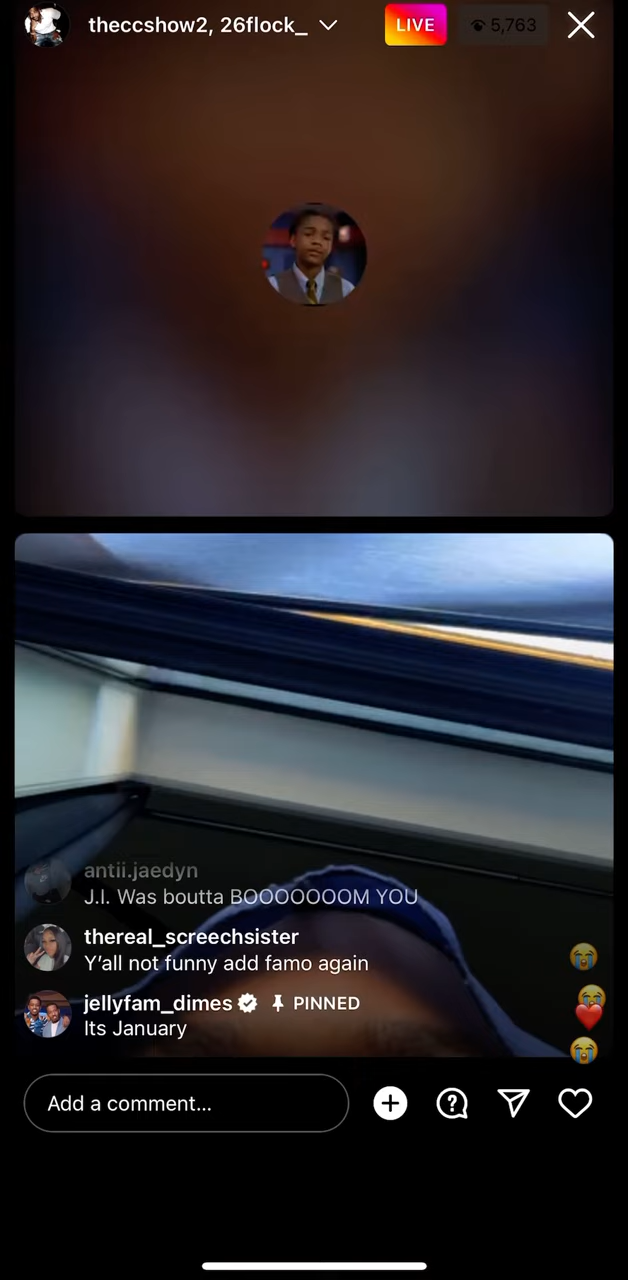 theccshow2, 26flock_
LIVE
5,763
antii.jaedyn
J.I. Was boutta BOOOOOOOM YOU
thereal_screechsister
Y’all not funny add famo again
jellyfam_dimes PINNED
Its January
Add a comment...